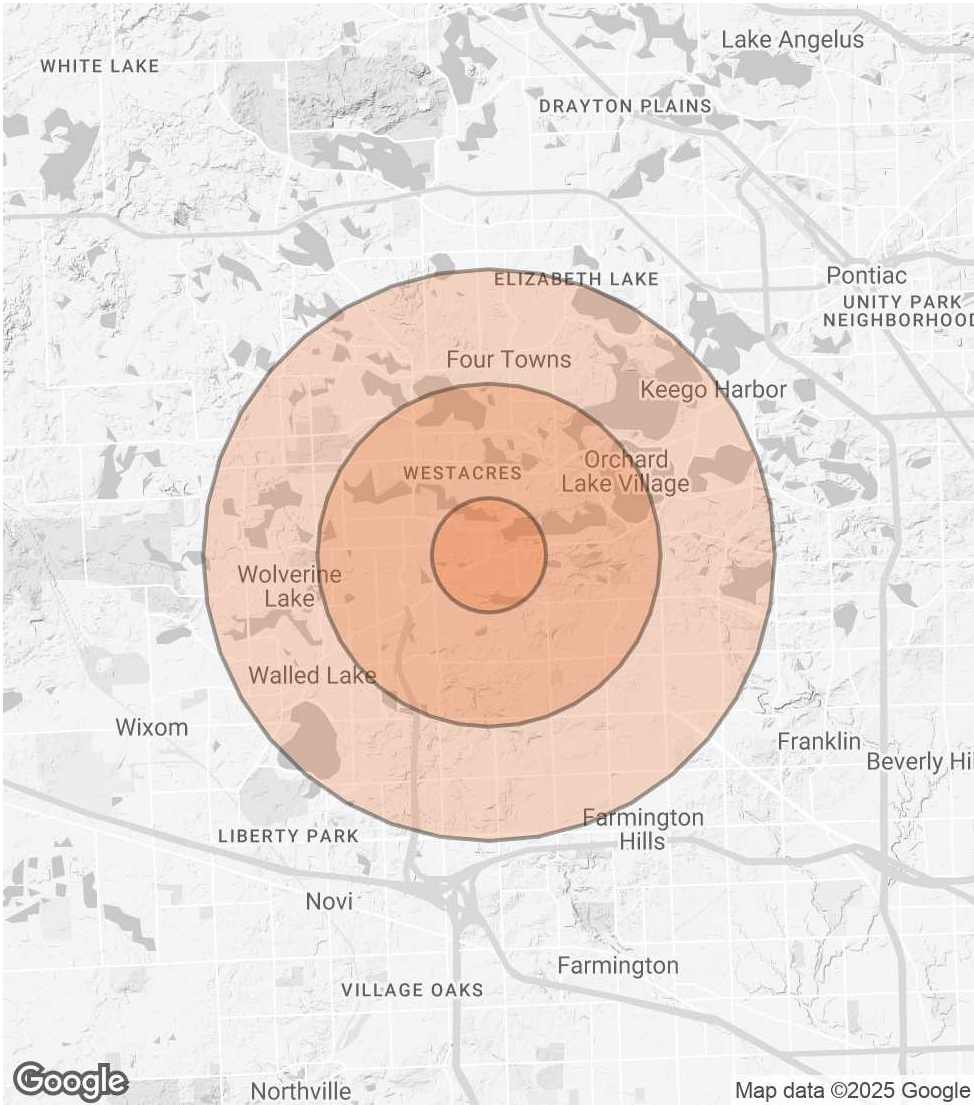 Lake Angelus
WHITE LAKE
DRAYTON PLAINS
Pontiac
ELIZABETH LAKE
UNITY PARK
NEIGHBORHOOD
Four Towns
Keego Harbor
Orchard
Lake Village
WESTACRES
Wolverine
Lake
Walled Lake
Wixom
Franklin
Beverly Hi
Farmington
Hills
LIBERTY PARK
Novi
Farmington
VILLAGE OAKS
Google
Northville
Map data ©2025 Google